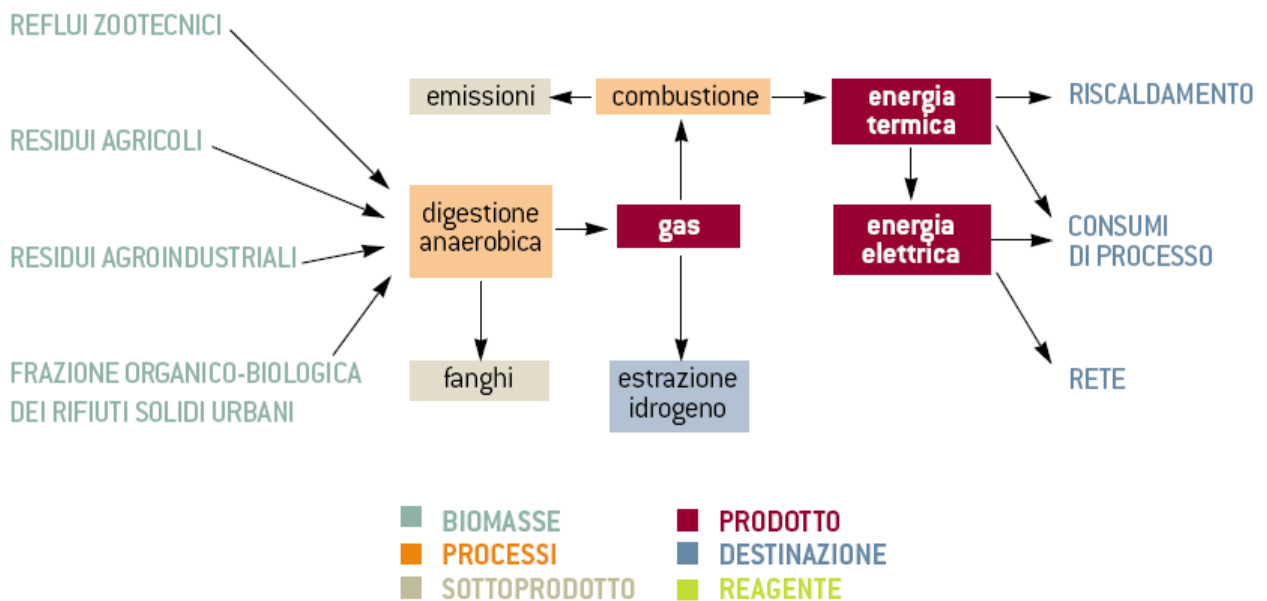 REFLUI ZOOTECNICI
RESIDUI AGRICOLI
RESIDUI AGROINDUSTRIALI
FRAZIONE ORGANICO-BIOLOGICA
DEI RIFIUTI SOLIDI URBANI
digestione
anaerobica
fanghi
emissioni
combustione
gas
estrazione
idrogeno
energia
termica
energia
elettrica
RISCALDAMENTO
CONSUMI
DI PROCESSO
RETE
BIOMASSE
PROCESSI
SOTTOPRODOTTO
PRODOTTO
DESTINAZIONE
REAGENTE